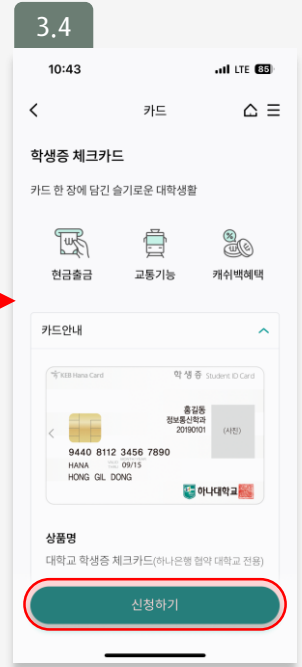 3.4
10:43
LTE 85
카드
학생증 체크카드
카드 한 장에 담긴 슬기로운 대학생활
현금출금 교통기능 캐쉬백혜택
카드안내
KEB Hana Card 학 생 증 Student ID Card
홍길동
정보통신학과
20190101
(사진)
9440 8112 3456 7890
HANA 09/15
HONG GIL DONG
하나대학교
상품명
대학교 학생증 체크카드(하나은행 협약 대학교 전용)
신청하기